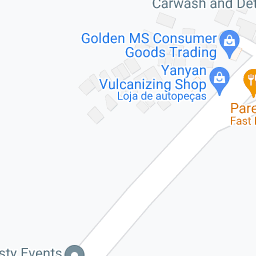 Carwash and Det
Golden MS Consumer
Goods Trading
Yanyan
Vulcanizing Shop
Loja de autopeças
Pare
Fast
sty Events